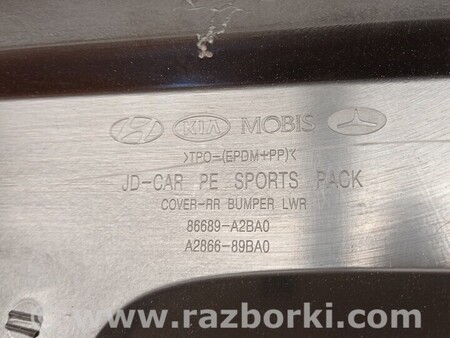 KIA MOBIS
>TPO-(EPDM+PP)<
JD-CAR PE SPORTS PACK
COVER-RR BUMPER LWR
86689-A2BA0
A2866-89BA0
www.razborki.com